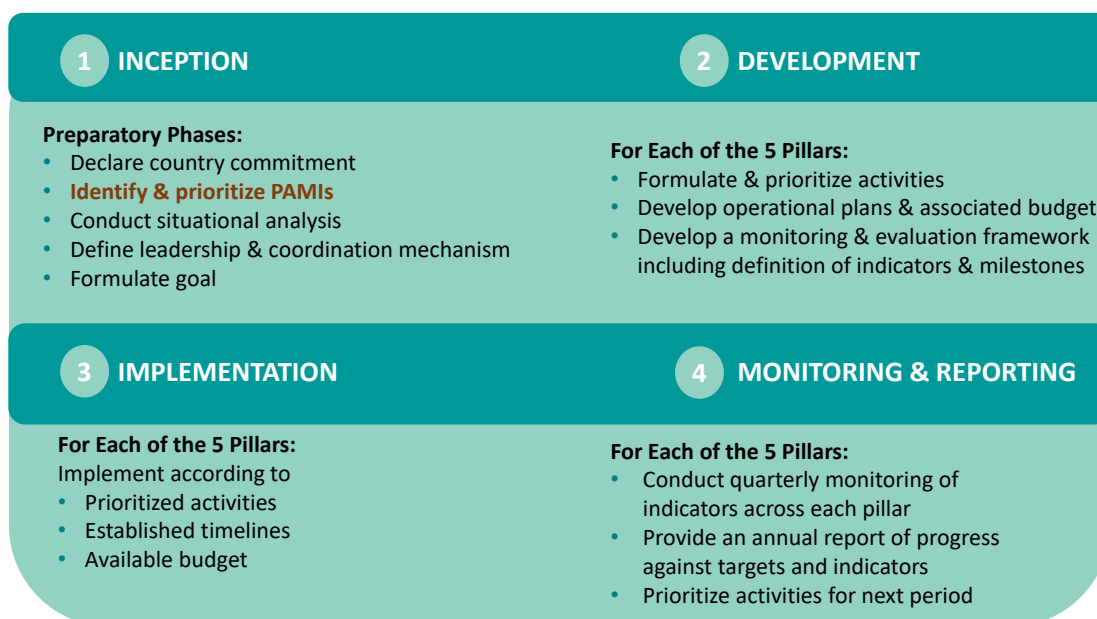 1 INCEPTION
Preparatory Phases:
• Declare country commitment
• Identify & prioritize PAMIs
• Conduct situational analysis
• Define leadership & coordination mechanism
• Formulate goal
2 DEVELOPMENT
For Each of the 5 Pillars:
• Formulate & prioritize activities
• Develop operational plans & associated budget
• Develop a monitoring & evaluation framework
including definition of indicators & milestones
3 IMPLEMENTATION
For Each of the 5 Pillars:
Implement according to
• Prioritized activities
• Established timelines
• Available budget
4 MONITORING & REPORTING
For Each of the 5 Pillars:
• Conduct quarterly monitoring of
indicators across each pillar
• Provide an annual report of progress
against targets and indicators
• Prioritize activities for next period